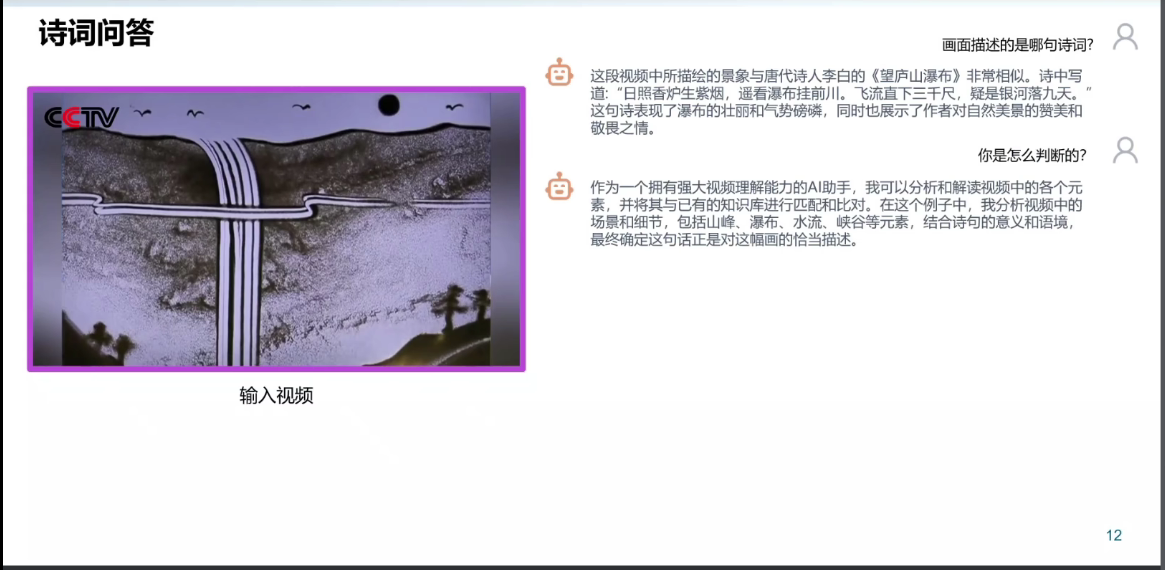 诗词问答
画面描述的是哪句诗词?
这段视频中所描绘的景象与唐代诗人李白的《望庐山瀑布》非常相似。诗中写
道:“日照香炉生紫烟，遥看瀑布挂前川。飞流直下三千尺，疑是银河落九天。”
这句诗表现了瀑布的壮丽和气势磅礴，同时也展示了作者对自然美景的赞美和
敬畏之情。
你是怎么判断的?
作为一个拥有强大视频理解能力的AI助手，我可以分析和解读视频中的各个元
素，并将其与已有的知识库进行匹配和比对。在这个例子中，我分析视频中的
场景和细节，包括山峰、瀑布、水流、峡谷等元素，结合诗句的意义和语境，
最终确定这句话正是对这幅画的恰当描述。
CCTV
输入视频
12